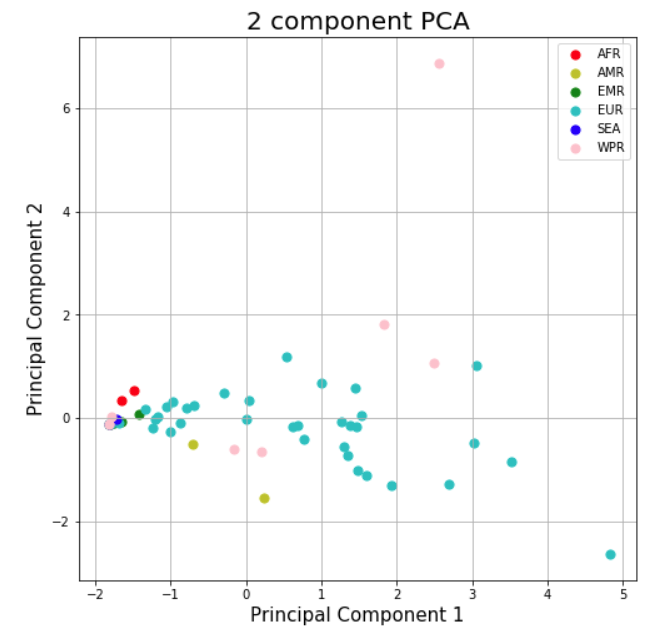 2 component PCA
AFR
AMR
EMR
EUR
SEA
WPR
6
4
2
0
−2
Principal Component 2
−2 −1 0 1 2 3 4 5
Principal Component 1